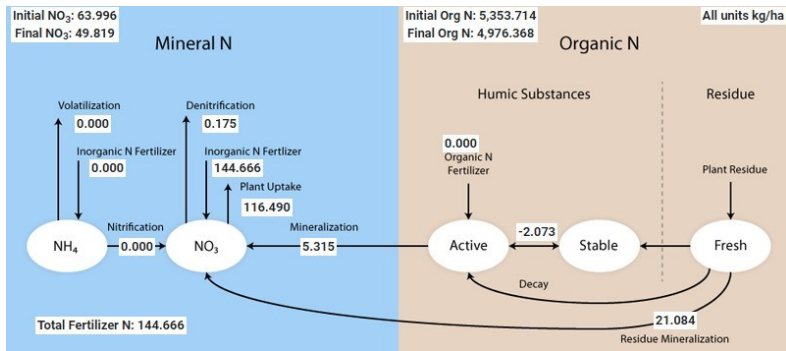 Initial NO3: 63.996
Final NO3: 49.819
Mineral N
Initial Org N: 5,353.714
Final Org N: 4,976.368
All units kg/ha
Organic N
Humic Substances
Residue
Volatilization
0.000
Denitrification
0.175
Inorganic N Fertilizer
0.000
Inorganic N Fertlizer
144.666
Plant Uptake
116.490
0.000
Organic N
Fertilizer
Plant Residue
NH4
Nitrification
0.000
NO3
Mineralization
5.315
Active
-2.073
Stable
Fresh
Decay
Total Fertilizer N: 144.666
21.084
Residue Mineralization